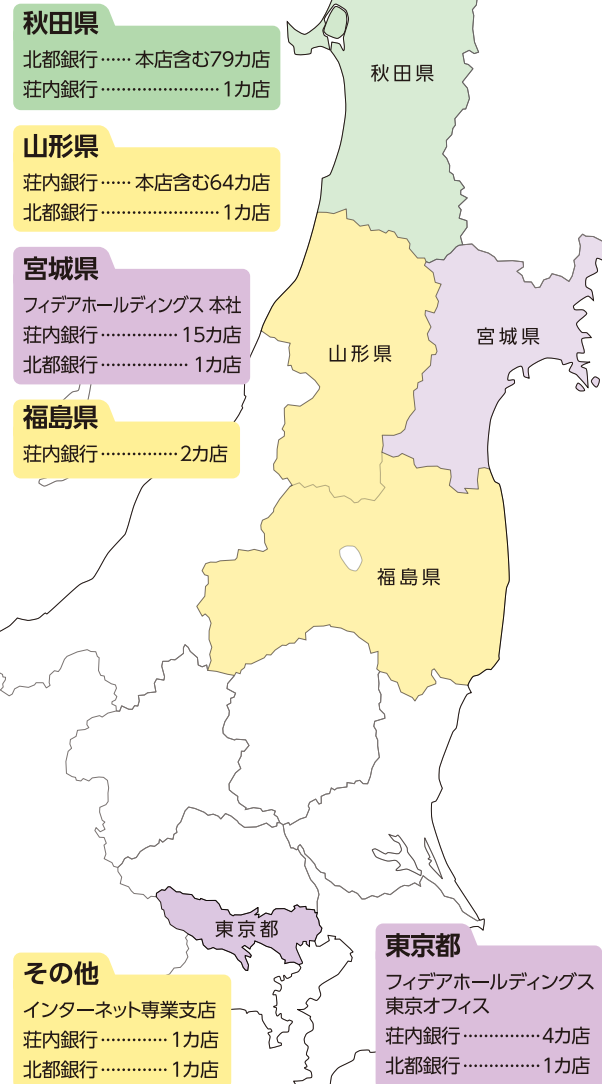 秋田県
北都銀行……本店含む79カ店
荘内銀行……………………1カ店
秋田県
山形県
荘内銀行……本店含む64カ店
北都銀行……………………1カ店
宮城県
フィデアホールディングス 本社
荘内銀行……………15カ店
北都銀行………………1カ店
宮城県
山形県
福島県
荘内銀行……………2カ店
福島県
東京都
その他
インターネット専業支店
荘内銀行…………1カ店
北都銀行…………1カ店
東京都
フィデアホールディングス
東京オフィス
荘内銀行……………4カ店
北都銀行……………1カ店